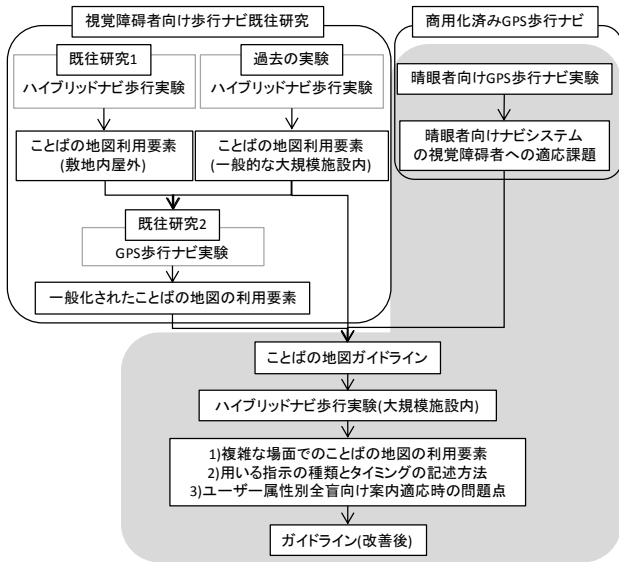 視覚障碍者向け歩行ナビ既往研究
商用化済みGPS歩行ナビ
既往研究1
ハイブリッドナビ歩行実験
過去の実験
ハイブリッドナビ歩行実験
晴眼者向けGPS歩行ナビ実験
ことばの地図利用要素
(敷地内屋外)
ことばの地図利用要素
(一般的な大規模施設内)
晴眼者向けナビシステム
の視覚障碍者への適応課題
既往研究2
GPS歩行ナビ実験
一般化されたことばの地図の利用要素
ことばの地図ガイドライン
ハイブリッドナビ歩行実験(大規模施設内)
1)複雑な場面でのことばの地図の利用要素
2)用いる指示の種類とタイミングの記述方法
3)ユーザー属性別全盲向け案内適応時の問題点
ガイドライン(改善後)